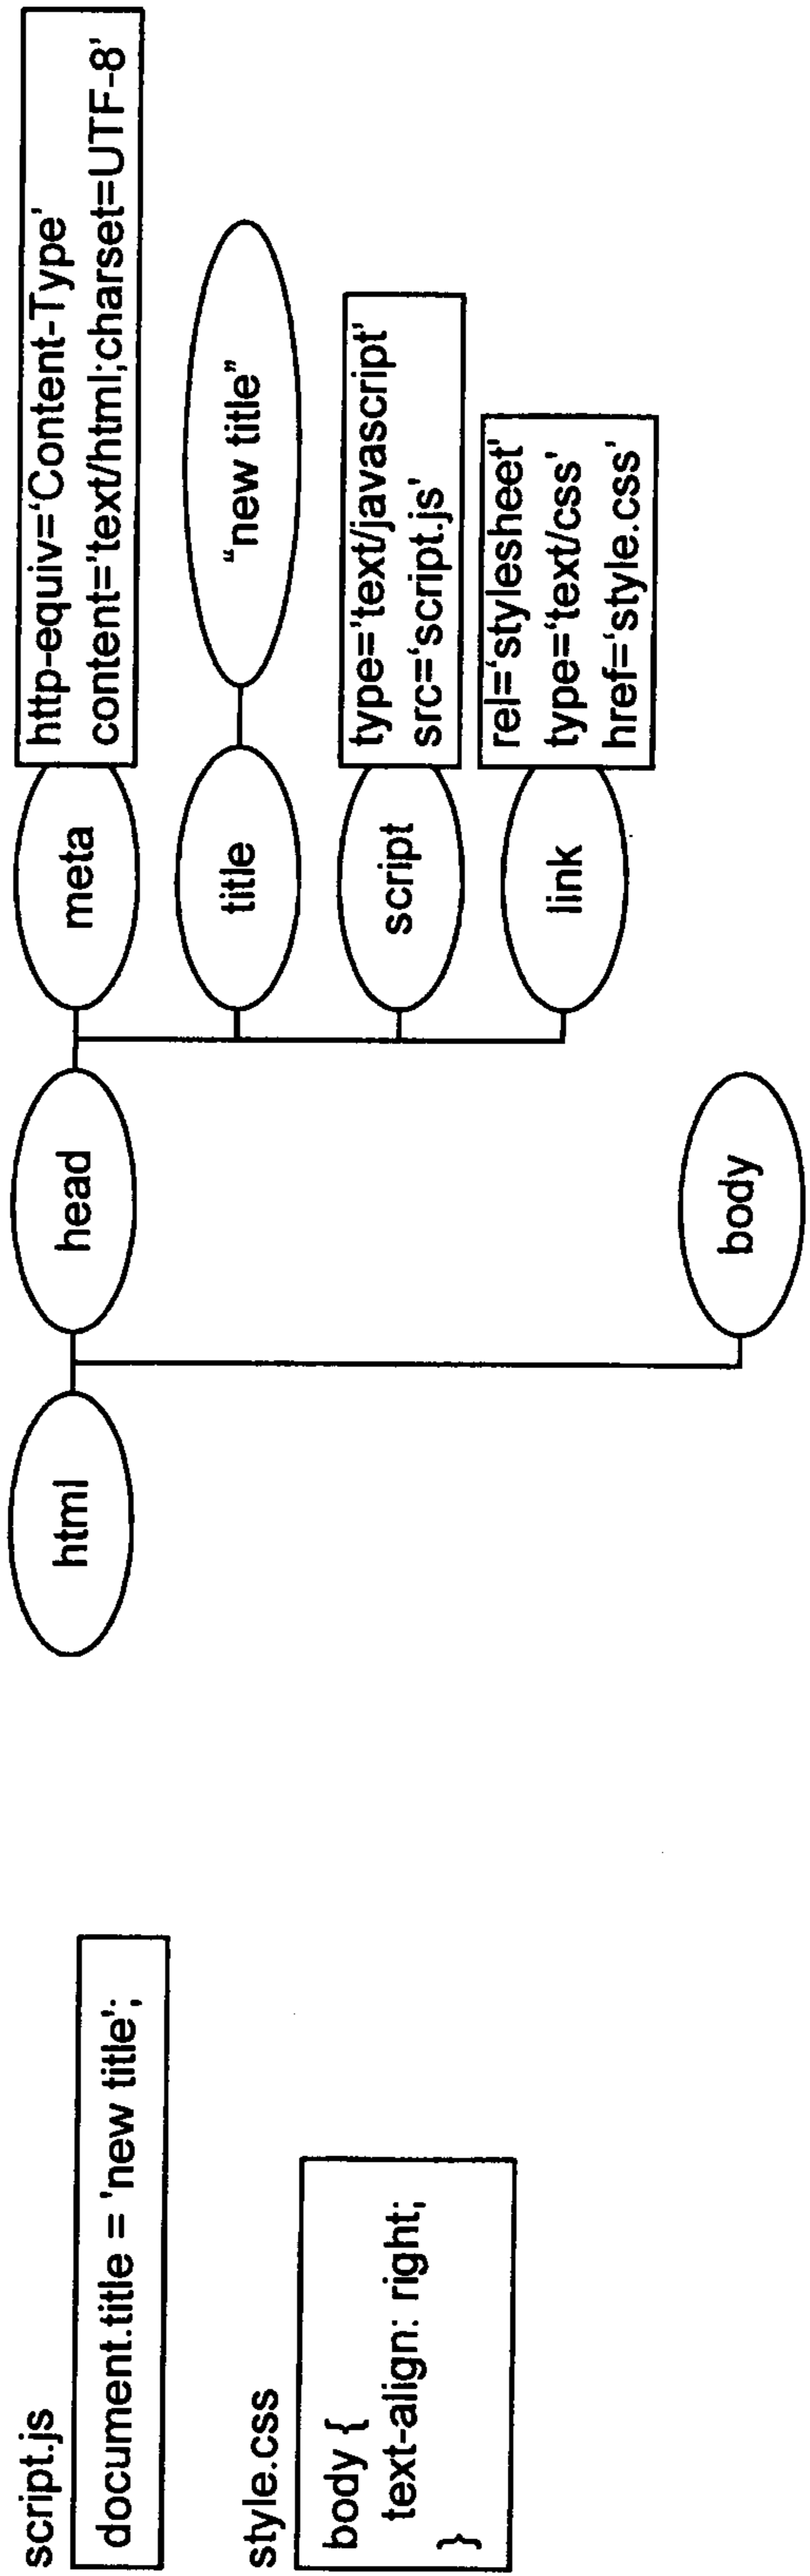 script.js
document.title = 'new title';
style.css
body {
text-align: right;
}
html
head
meta
http-equiv=‘Content-Type’
content=‘text/html;charset=UTF-8’
title
“new title”
script
type=‘text/javascript’
src=‘script.js’
link
rel=‘stylesheet’
type=‘text/css’
href=‘style.css’
body